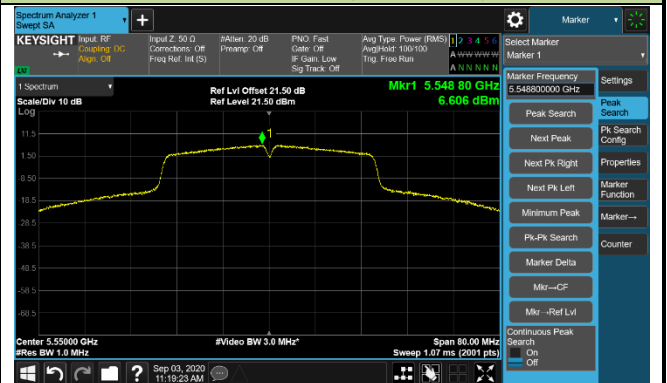 Spectrum Analyzer 1
Swept SA
+
Marker
KEYSIGHT
Input: RF
Coupling: DC
Align: Off
Input Z: 50 Ω
Corrections: Off
Freq Ref: Int (S)
#Atten: 20 dB
Preamp: Off
PNO: Fast
Gate: Off
IF Gain: Low
Sig Track: Off
Avg Type: Power (RMS)
Avg|Hold: 100/100
Trig: Free Run
1 2 3 4 5 6
A W W W W W
A N N N N N
LNI
Select Marker
Marker 1
1 Spectrum
Scale/Div 10 dB
Log
Ref Lvl Offset 21.50 dB
Ref Level 21.50 dBm
Mkr1 5.548 80 GHz
6.606 dBm
1
11.5
1.50
-8.50
-18.5
-28.5
-38.5
-48.5
-58.5
-68.5
Center 5.55000 GHz
#Res BW 1.0 MHz
#Video BW 3.0 MHz*
Span 80.00 MHz
Sweep 1.07 ms (2001 pts)
Marker Frequency
5.548800000 GHz
Peak Search
Next Peak
Next Pk Right
Next Pk Left
Minimum Peak
Pk-Pk Search
Marker Delta
Mkr→CF
Mkr→Ref Lvl
Continuous Peak
Search
On
Off
Settings
Peak
Search
Pk Search
Config
Properties
Marker
Function
Marker→
Counter
?
Sep 03, 2020
11:19:23 AM